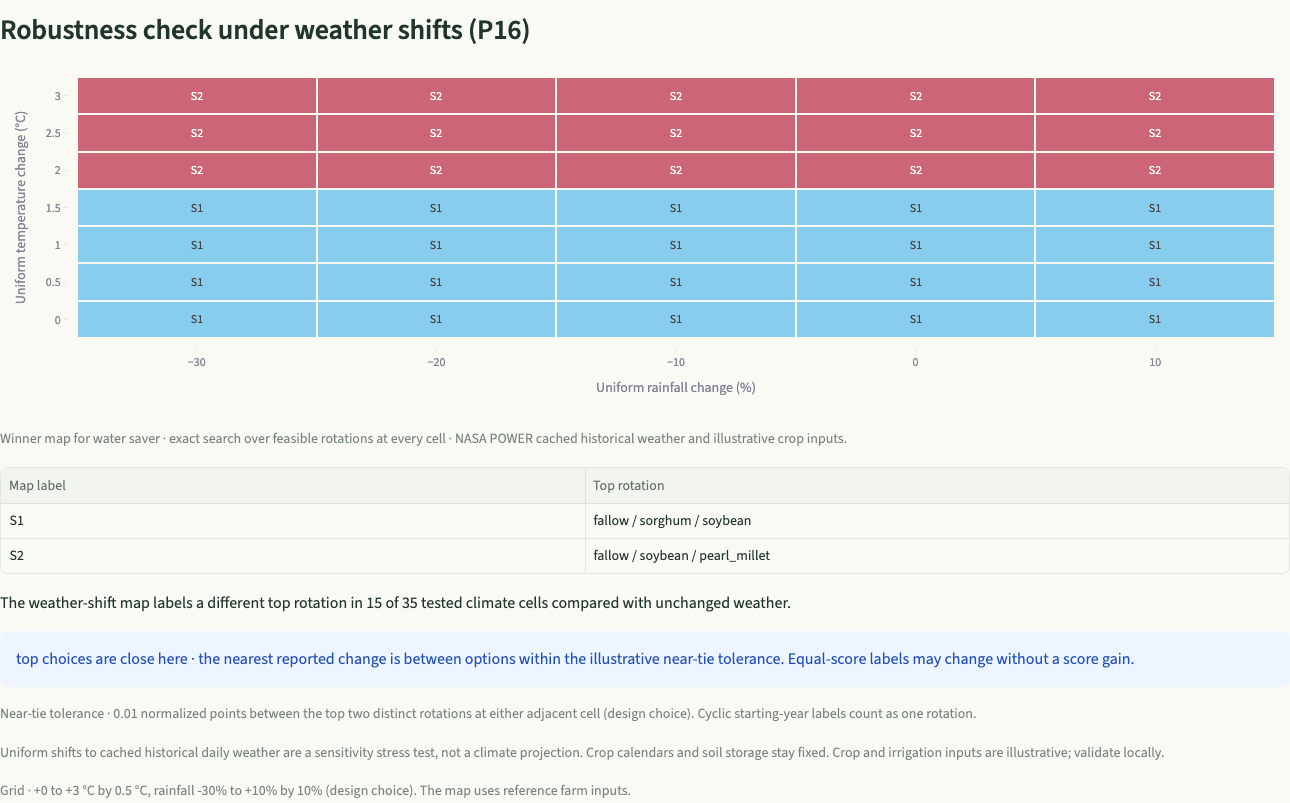 Robustness check under weather shifts (P16)
Uniform temperature change (°C)
3 S2 S2 S2 S2 S2
2.5 S2 S2 S2 S2 S2
2 S2 S2 S2 S2 S2
1.5 S1 S1 S1 S1 S1
1 S1 S1 S1 S1 S1
0.5 S1 S1 S1 S1 S1
0 S1 S1 S1 S1 S1
−30 −20 −10 0 10
Uniform rainfall change (%)
Winner map for water saver · exact search over feasible rotations at every cell · NASA POWER cached historical weather and illustrative crop inputs.
Map label Top rotation
S1 fallow / sorghum / soybean
S2 fallow / soybean / pearl_millet
The weather-shift map labels a different top rotation in 15 of 35 tested climate cells compared with unchanged weather.
top choices are close here · the nearest reported change is between options within the illustrative near-tie tolerance. Equal-score labels may change without a score gain.
Near-tie tolerance · 0.01 normalized points between the top two distinct rotations at either adjacent cell (design choice). Cyclic starting-year labels count as one rotation.
Uniform shifts to cached historical daily weather are a sensitivity stress test, not a climate projection. Crop calendars and soil storage stay fixed. Crop and irrigation inputs are illustrative; validate locally.
Grid · +0 to +3 °C by 0.5 °C, rainfall -30% to +10% by 10% (design choice). The map uses reference farm inputs.